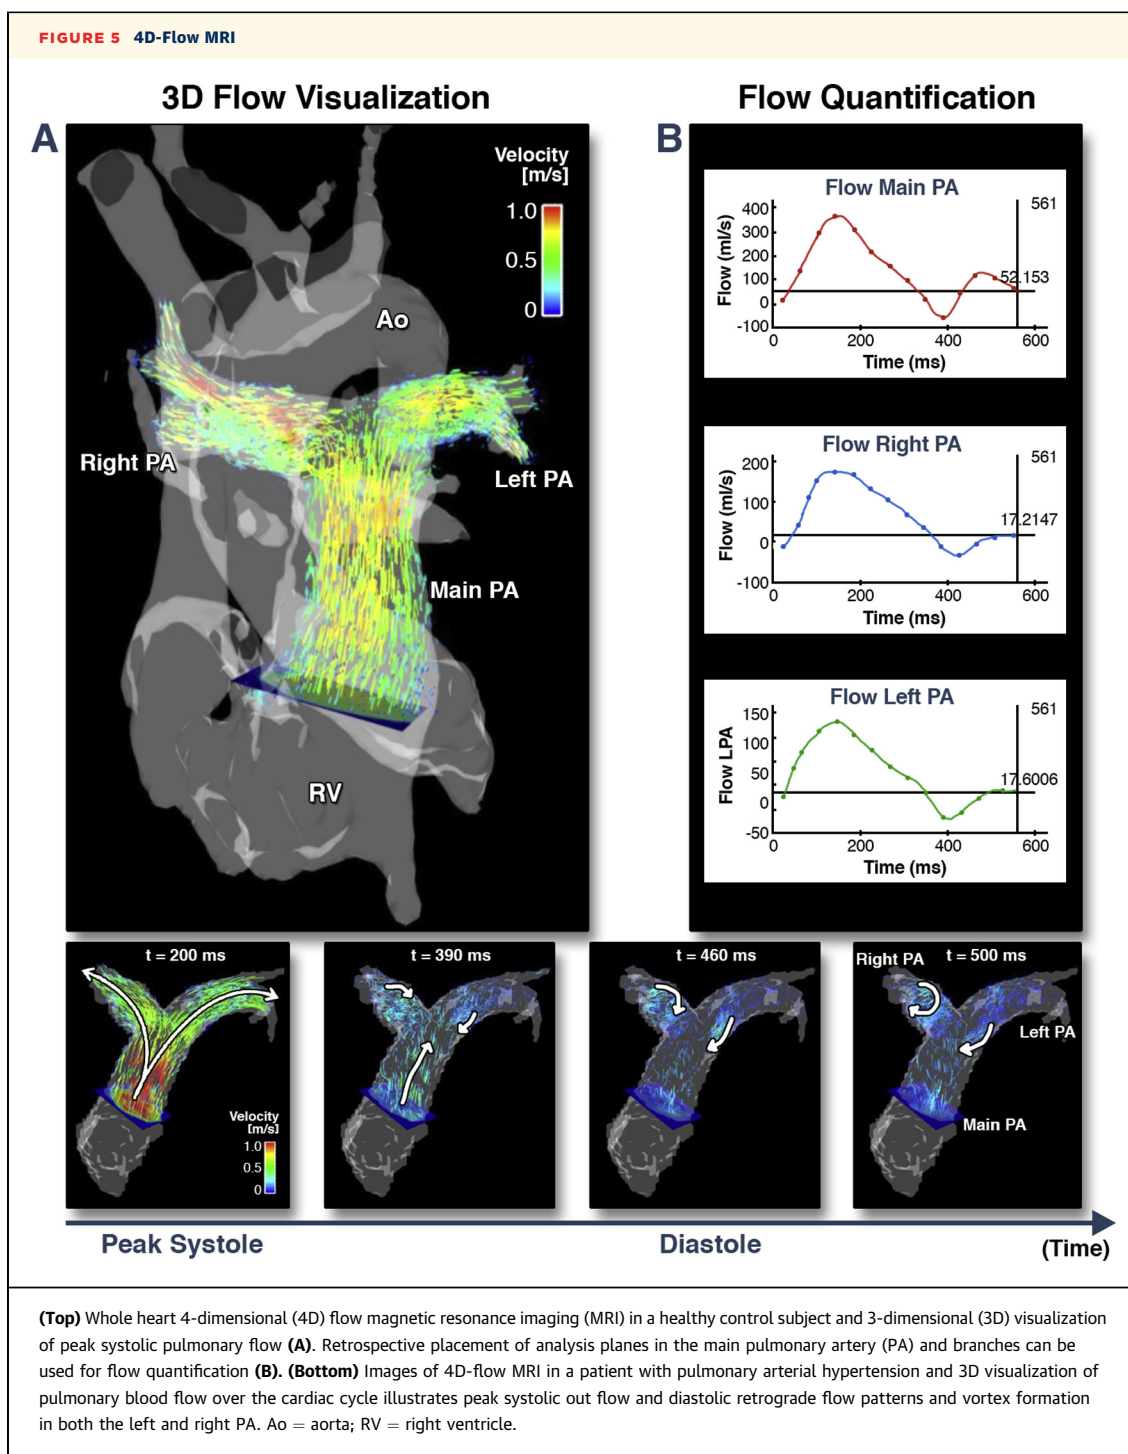 FIGURE 5 4D-Flow MRI
3D Flow Visualization
A
Velocity
[m/s]
1.0
0.5
0
Ao
Right PA
Left PA
Main PA
RV
Flow Quantification
B
Flow Main PA
561
52.153
Flow (ml/s)
400
300
200
100
0
-100
0 200 400 600
Time (ms)
Flow Right PA
561
17.2147
Flow (ml/s)
200
100
0
-100
0 200 400 600
Time (ms)
Flow Left PA
561
17.6006
Flow LPA
150
100
50
0
-50
0 200 400 600
Time (ms)
t = 200 ms
Velocity
[m/s]
1.0
0.5
0
t = 390 ms
t = 460 ms
t = 500 ms
Right PA
Left PA
Main PA
Peak Systole
Diastole
(Time)
(Top) Whole heart 4-dimensional (4D) flow magnetic resonance imaging (MRI) in a healthy control subject and 3-dimensional (3D) visualization
of peak systolic pulmonary flow (A). Retrospective placement of analysis planes in the main pulmonary artery (PA) and branches can be
used for flow quantification (B). (Bottom) Images of 4D-flow MRI in a patient with pulmonary arterial hypertension and 3D visualization of
pulmonary blood flow over the cardiac cycle illustrates peak systolic out flow and diastolic retrograde flow patterns and vortex formation
in both the left and right PA. Ao = aorta; RV = right ventricle.